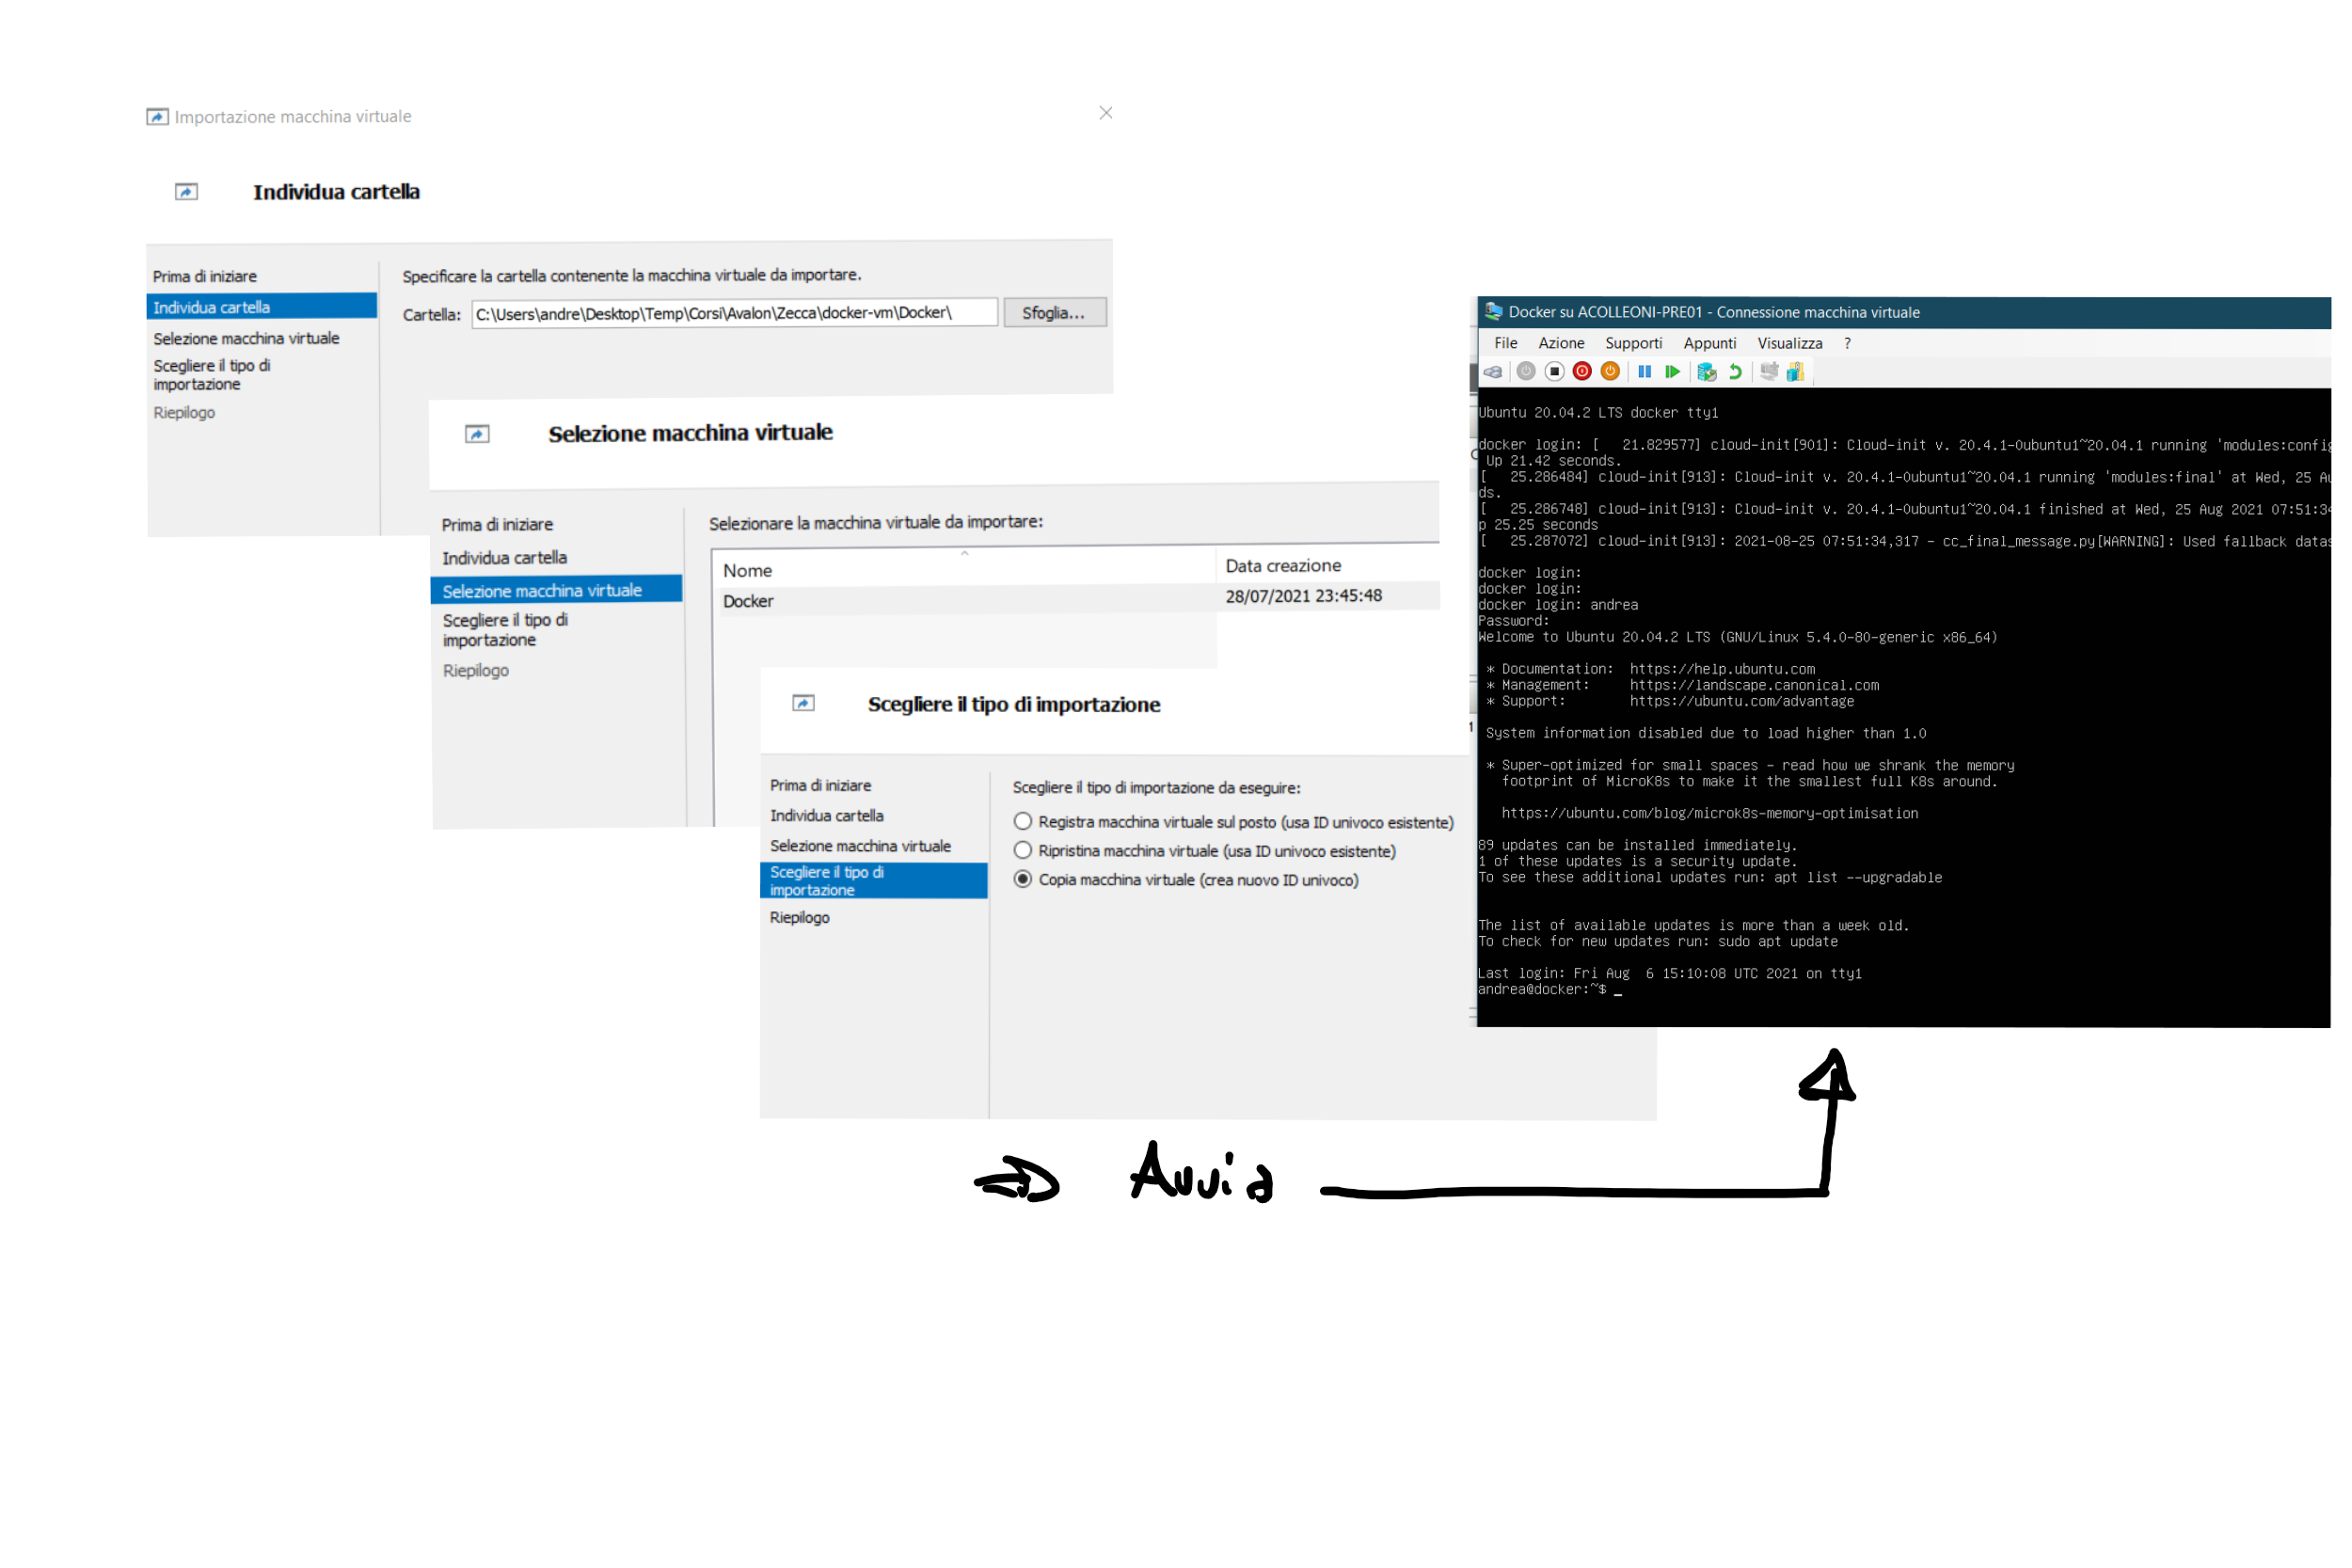 Importazione macchina virtuale
Individua cartella
Prima di iniziare
Individua cartella
Selezione macchina virtuale
Scegliere il tipo di
importazione
Riepilogo
Specificare la cartella contenente la macchina virtuale da importare.
Cartella: C:\Users\andre\Desktop\Temp\Corsi\Avalon\Zecca\docker-vm\Docker\ Sfoglia...
Selezione macchina virtuale
Prima di iniziare
Individua cartella
Selezione macchina virtuale
Scegliere il tipo di
importazione
Riepilogo
Selezionare la macchina virtuale da importare:
Nome Data creazione
Docker 28/07/2021 23:45:48
Scegliere il tipo di importazione
Prima di iniziare
Individua cartella
Selezione macchina virtuale
Scegliere il tipo di
importazione
Riepilogo
Scegliere il tipo di importazione da eseguire:
Registra macchina virtuale sul posto (usa ID univoco esistente)
Ripristina macchina virtuale (usa ID univoco esistente)
Copia macchina virtuale (crea nuovo ID univoco)
Docker su ACOLLEONI-PRE01 - Connessione macchina virtuale
File Azione Supporti Appunti Visualizza ?
Ubuntu 20.04.2 LTS docker tty1
docker login: [ 21.829577] cloud-init[901]: Cloud-init v. 20.4.1-0ubuntu1~20.04.1 running 'modules:config
Up 21.42 seconds.
[ 25.286484] cloud-init[913]: Cloud-init v. 20.4.1-0ubuntu1~20.04.1 running 'modules:final' at Wed, 25 Au
ds.
[ 25.286748] cloud-init[913]: Cloud-init v. 20.4.1-0ubuntu1~20.04.1 finished at Wed, 25 Aug 2021 07:51:34
p 25.25 seconds
[ 25.287072] cloud-init[913]: 2021-08-25 07:51:34,317 - cc_final_message.py[WARNING]: Used fallback datas
docker login:
docker login:
docker login: andrea
Password:
Welcome to Ubuntu 20.04.2 LTS (GNU/Linux 5.4.0-80-generic x86_64)
* Documentation: https://help.ubuntu.com
* Management: https://landscape.canonical.com
* Support: https://ubuntu.com/advantage
System information disabled due to load higher than 1.0
* Super-optimized for small spaces - read how we shrank the memory
footprint of MicroK8s to make it the smallest full K8s around.
https://ubuntu.com/blog/microk8s-memory-optimisation
89 updates can be installed immediately.
1 of these updates is a security update.
To see these additional updates run: apt list --upgradable
The list of available updates is more than a week old.
To check for new updates run: sudo apt update
Last login: Fri Aug 6 15:10:08 UTC 2021 on tty1
andrea@docker:~$ _
⇒ Avvia